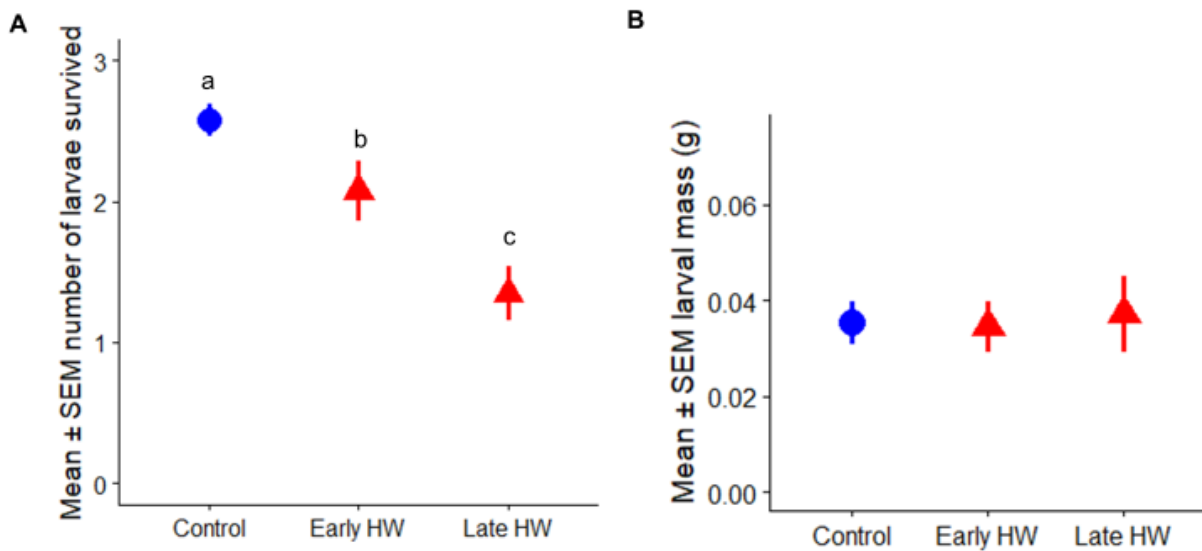 A
Mean ± SEM number of larvae survived
3
2
1
0
a
b
c
Control
Early HW
Late HW
B
Mean ± SEM larval mass (g)
0.06
0.04
0.02
0.00
Control
Early HW
Late HW